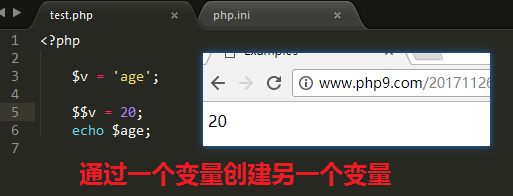 test.php × php.ini ×
1 <?php
2
3 $v = 'age';
4
5 $$v = 20;
6 echo $age;
7
Examples
www.php9.com/20171126
20
通过一个变量创建另一个变量